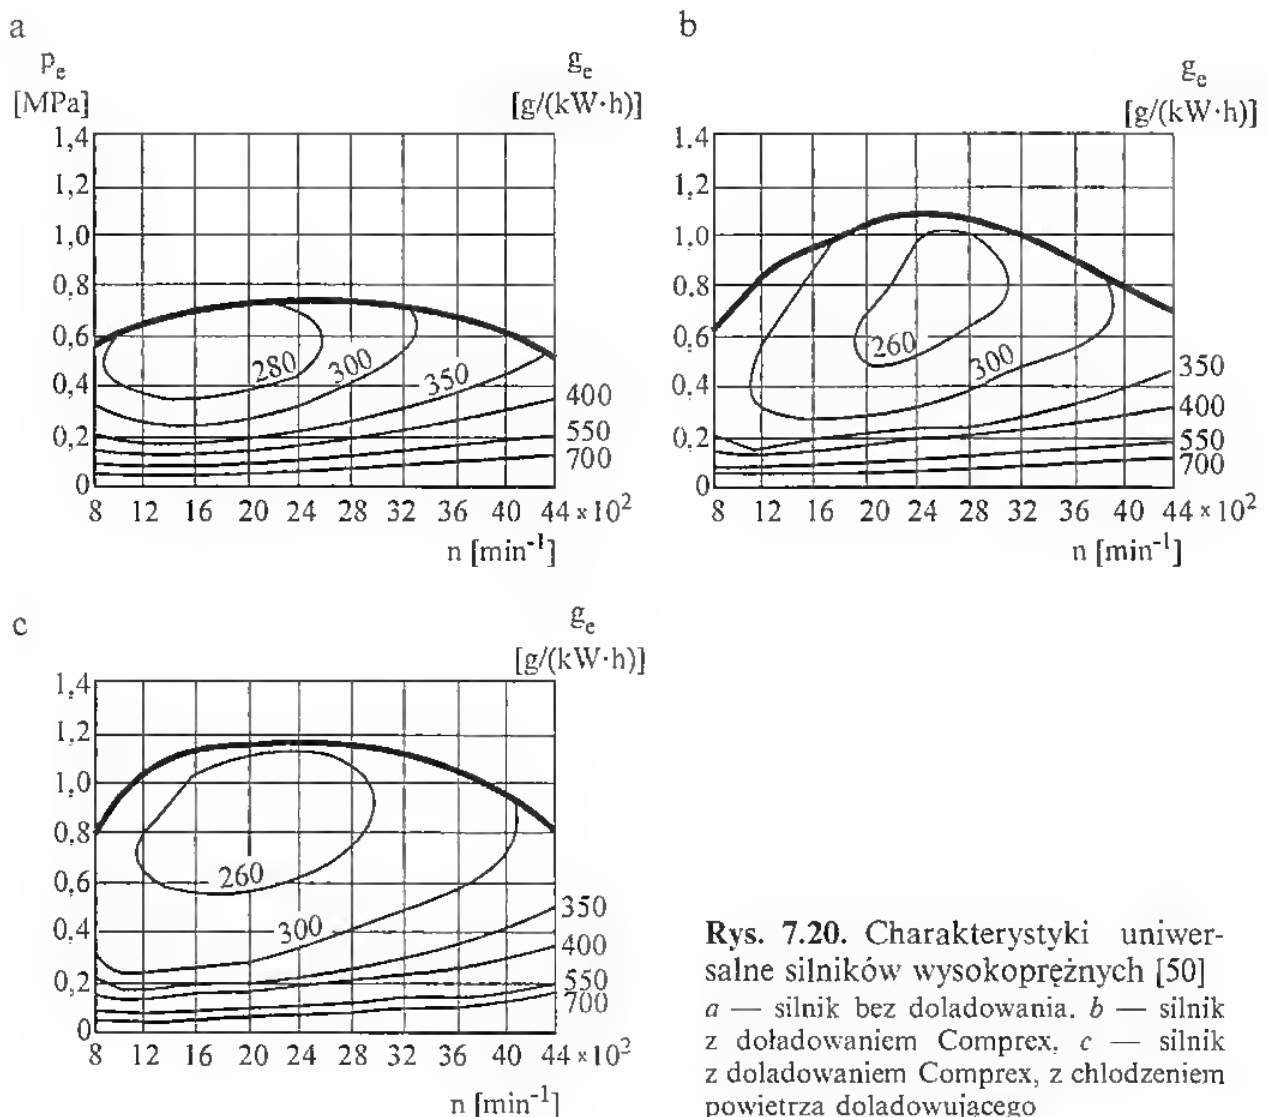 a
p_e
[MPa]
g_e
[g/(kW·h)]
1,4
1,2
1,0
0,8
0,6
0,4
0,2
0
280
300
350
400
550
700
8 12 16 20 24 28 32 36 40 44 × 10²
n [min⁻¹]
b
g_e
[g/(kW·h)]
1.4
1,2
1,0
0,8
0,6
0,4
0,2
0
260
300
350
400
550
700
8 12 16 20 24 28 32 36 40 44 × 10²
n [min⁻¹]
c
g_e
[g/(kW·h)]
1,4
1,2
1,0
0,8
0,6
0,4
0,2
0
260
300
350
400
550
700
8 12 16 20 24 28 32 36 40 44 × 10²
n [min⁻¹]
Rys. 7.20. Charakterystyki uniwer-
salne silników wysokoprężnych [50]
a — silnik bez doladowania. b — silnik
z doładowaniem Comprex, c — silnik
z doladowaniem Comprex, z chlodzeniem
powietrza doladowującego